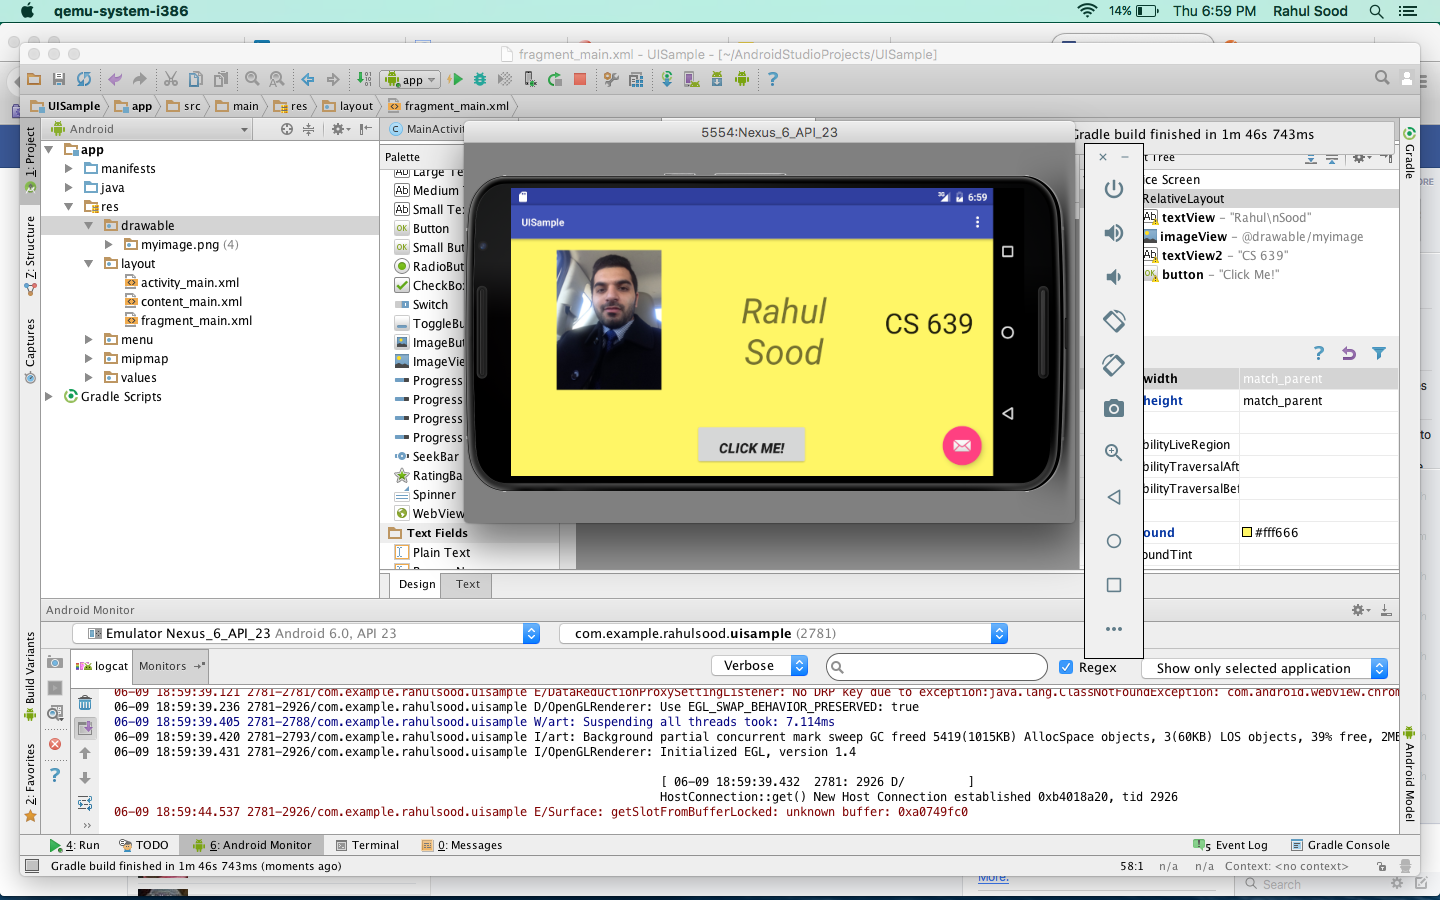 qemu-system-i386
14%
Thu 6:59 PM
Rahul Sood
fragment_main.xml - UISample - [~/AndroidStudioProjects/UISample]
app
UISample
app
src
main
res
layout
fragment_main.xml
Android
MainActivit
5554:Nexus_6_API_23
Gradle build finished in 1m 46s 743ms
1: Project
7: Structure
Captures
Build Variants
2: Favorites
app
manifests
java
res
drawable
myimage.png (4)
layout
activity_main.xml
content_main.xml
fragment_main.xml
menu
mipmap
values
Gradle Scripts
Palette
Large Te
Medium T
Small Tex
Button
Small But
RadioButt
CheckBox
Switch
ToggleBu
ImageBut
ImageViev
Progress
Progress
Progress
Progress
SeekBar
RatingBa
Spinner
WebView
Text Fields
Plain Text
Design
Text
6:59
UISample
Rahul
Sood
CS 639
CLICK ME!
t Tree
ce Screen
RelativeLayout
textView - "Rahul\nSood"
imageView - @drawable/myimage
textView2 - "CS 639"
button - "Click Me!"
width match_parent
height match_parent
bilityLiveRegion
bilityTraversalAft
bilityTraversalBef
ound #fff666
oundTint
Gradle
Android Model
Android Monitor
Emulator Nexus_6_API_23 Android 6.0, API 23
com.example.rahulsood.uisample (2781)
logcat
Monitors
Verbose
Regex
Show only selected application
06-09 18:59:39.121 2781-2781/com.example.rahulsood.uisample E/DataReductionProxySettingListener: No DRP key due to exception:java.lang.ClassNotFoundException: com.android.webview.chrom
06-09 18:59:39.236 2781-2926/com.example.rahulsood.uisample D/OpenGLRenderer: Use EGL_SWAP_BEHAVIOR_PRESERVED: true
06-09 18:59:39.405 2781-2788/com.example.rahulsood.uisample W/art: Suspending all threads took: 7.114ms
06-09 18:59:39.420 2781-2793/com.example.rahulsood.uisample I/art: Background partial concurrent mark sweep GC freed 5419(1015KB) AllocSpace objects, 3(60KB) LOS objects, 39% free, 2ME
06-09 18:59:39.431 2781-2926/com.example.rahulsood.uisample I/OpenGLRenderer: Initialized EGL, version 1.4
[ 06-09 18:59:39.432  2781: 2926 D/         ]
HostConnection::get() New Host Connection established 0xb4018a20, tid 2926
06-09 18:59:44.537 2781-2926/com.example.rahulsood.uisample E/Surface: getSlotFromBufferLocked: unknown buffer: 0xa0749fc0
4: Run
TODO
6: Android Monitor
Terminal
0: Messages
5 Event Log
Gradle Console
Gradle build finished in 1m 46s 743ms (moments ago)
58:1
n/a
n/a
Context: <no context>
More.
Search